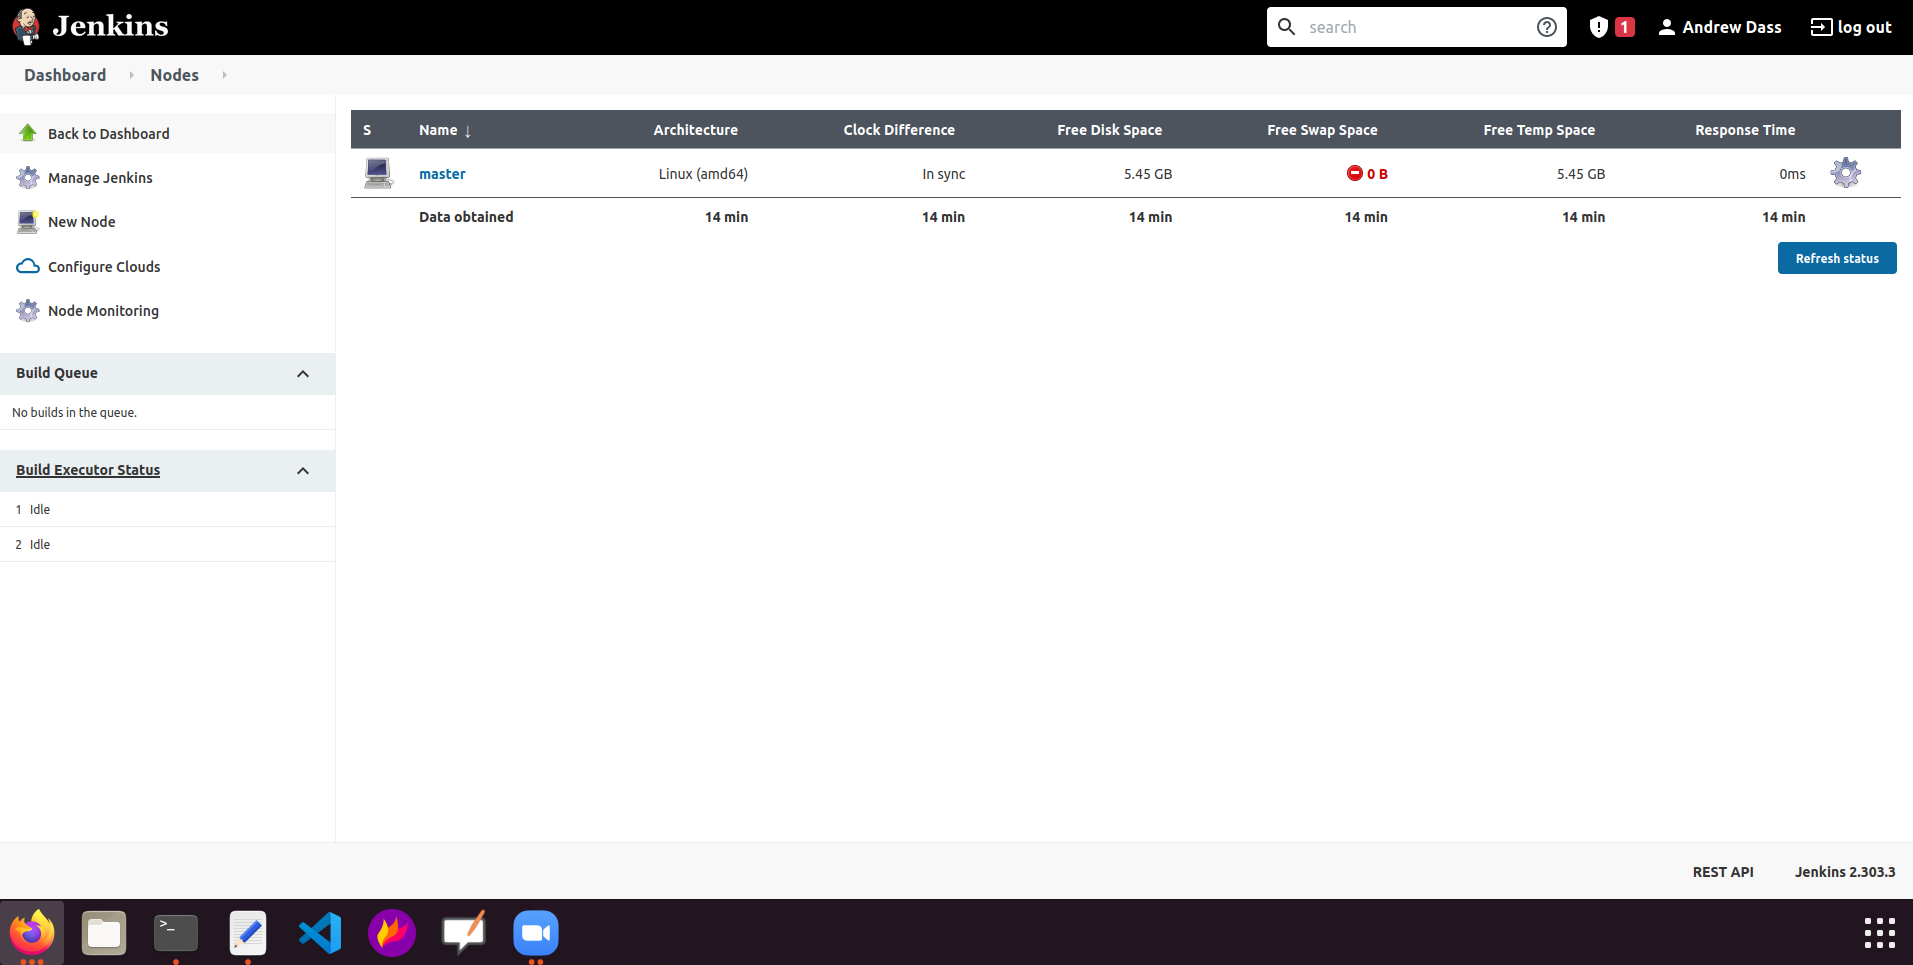 Jenkins
search
1
Andrew Dass
log out
Dashboard
Nodes
Back to Dashboard
Manage Jenkins
New Node
Configure Clouds
Node Monitoring
Build Queue
No builds in the queue.
Build Executor Status
1 Idle
2 Idle
S Name ↓ Architecture Clock Difference Free Disk Space Free Swap Space Free Temp Space Response Time
master Linux (amd64) In sync 5.45 GB 0 B 5.45 GB 0ms
Data obtained 14 min 14 min 14 min 14 min 14 min 14 min
Refresh status
REST API Jenkins 2.303.3
>_